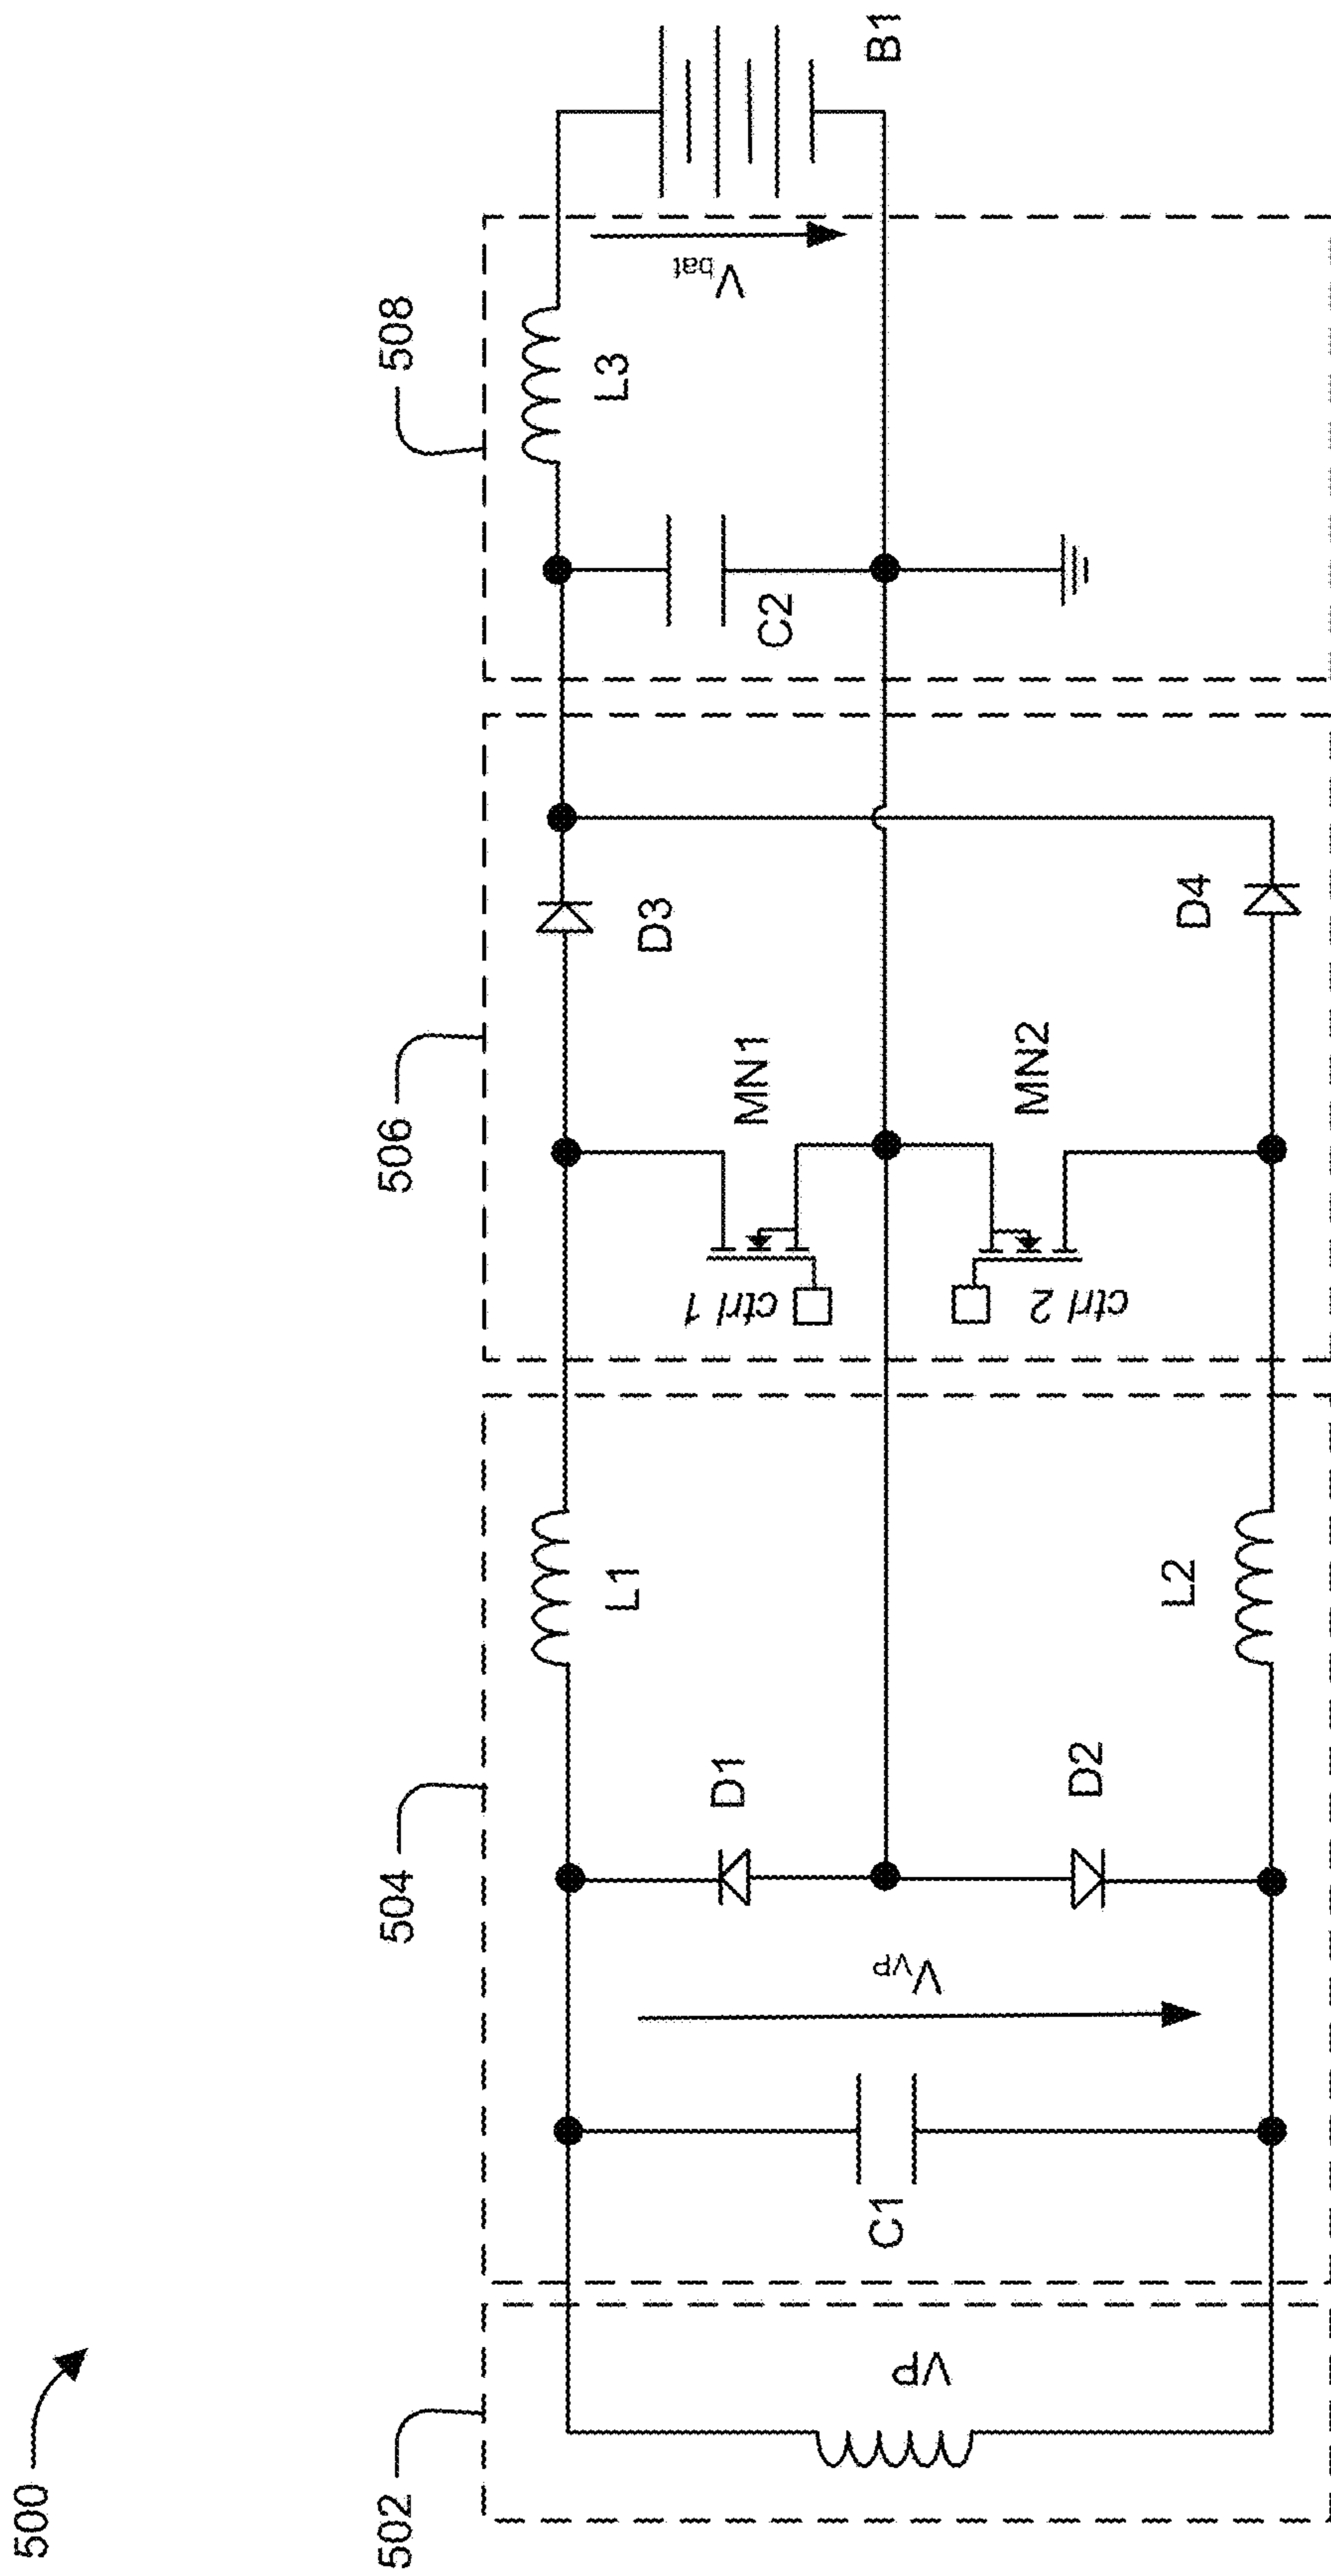 500
502
504
506
508
VP
C1
V_VP
D1
D2
L1
L2
ctrl 1
ctrl 2
MN1
MN2
D3
D4
C2
L3
V_bat
B1